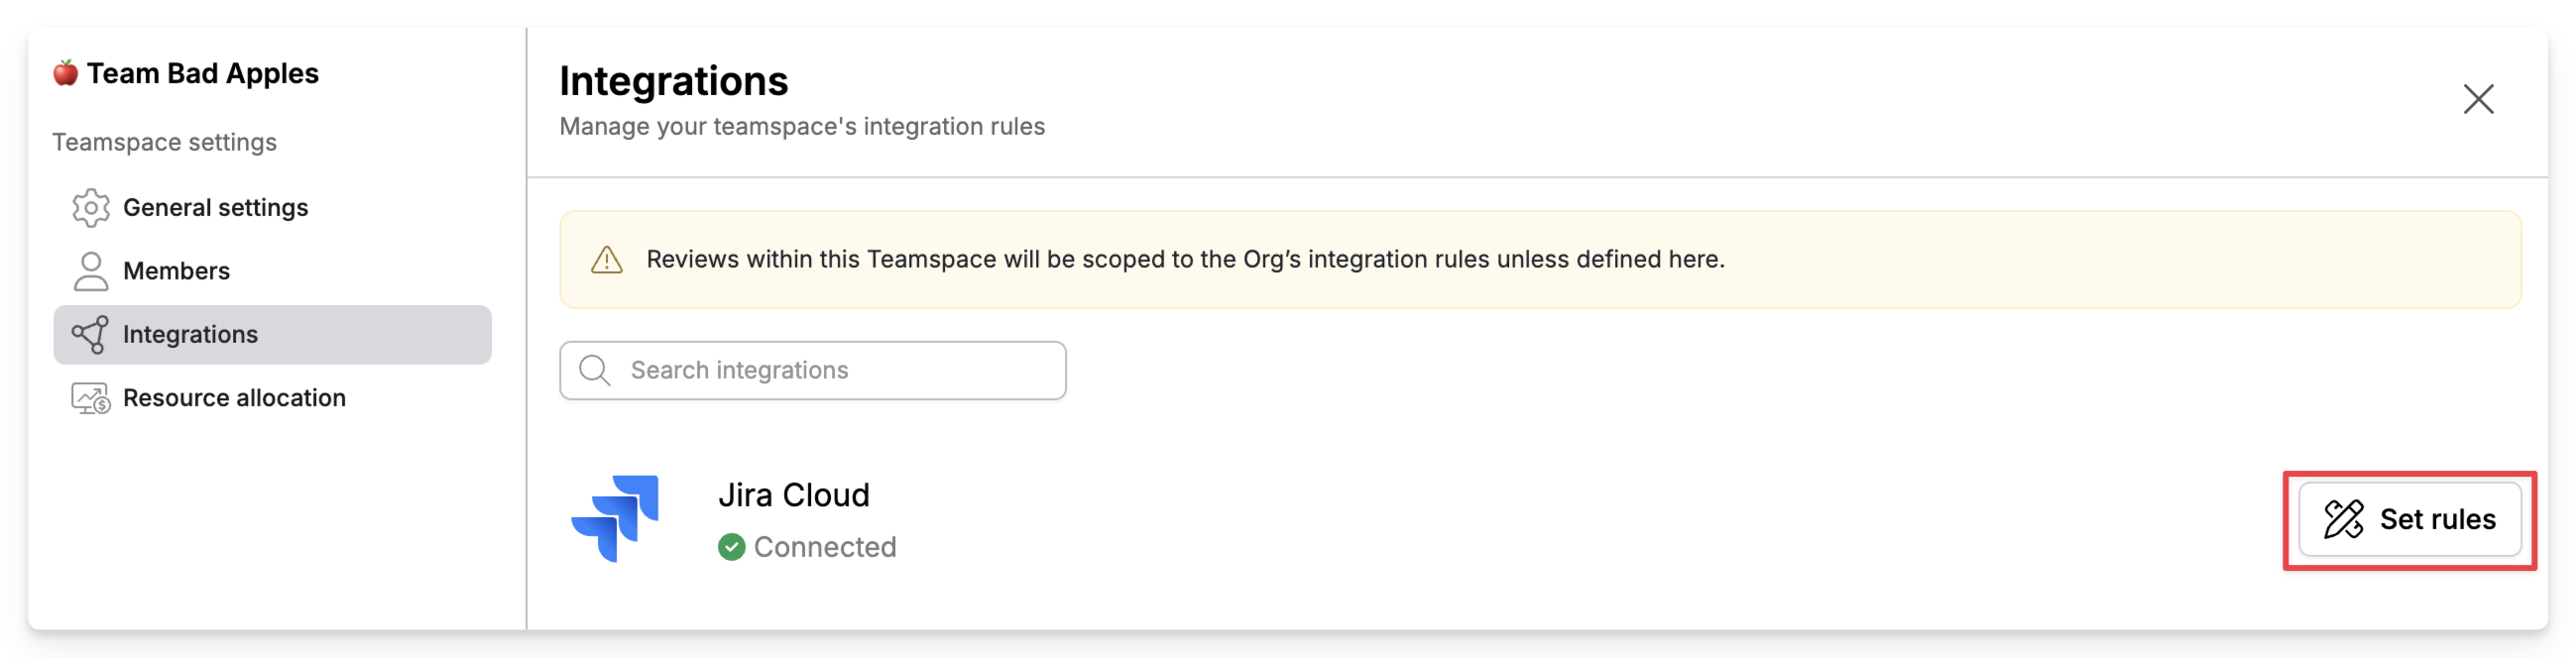 Team Bad Apples
Teamspace settings
General settings
Members
Integrations
Resource allocation
Integrations
Manage your teamspace's integration rules
Reviews within this Teamspace will be scoped to the Org’s integration rules unless defined here.
Search integrations
Jira Cloud
Connected
Set rules